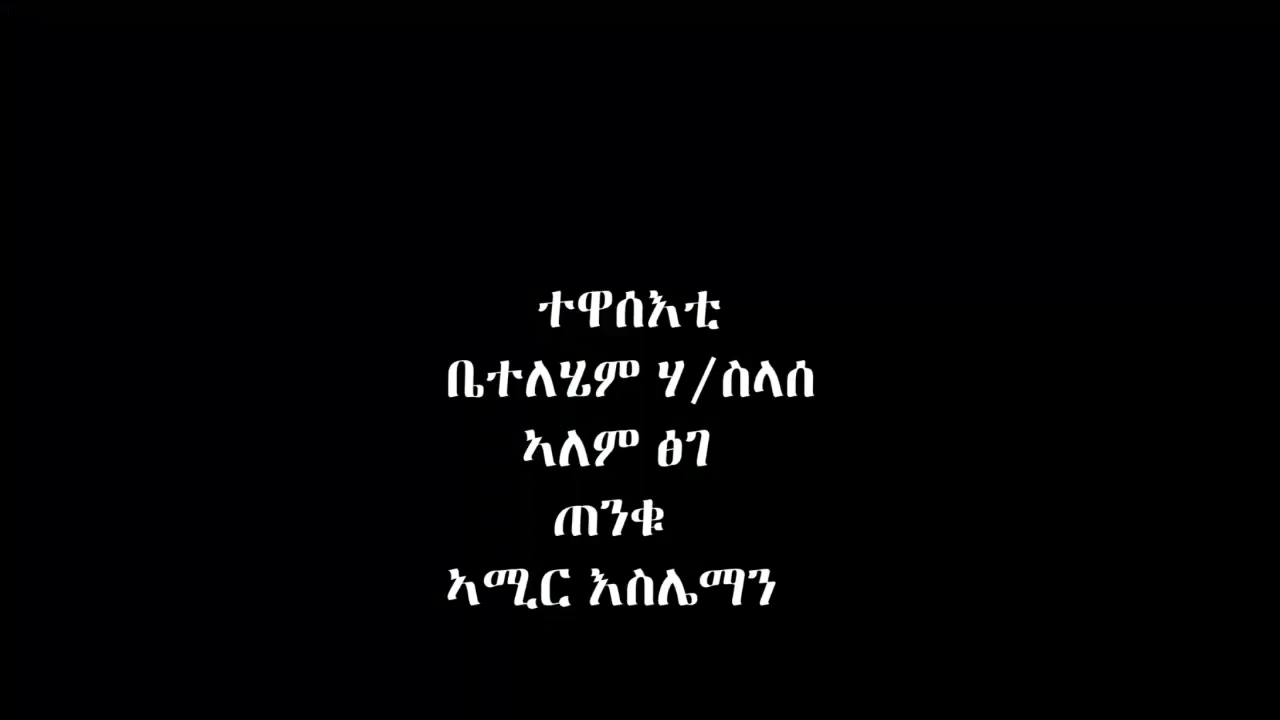 ተዋሰእቲ
ቤተለሄም ሃ/ስላሰ
ኣለም ፅገ
ጠንቁ
ኣሚር እስሌማን